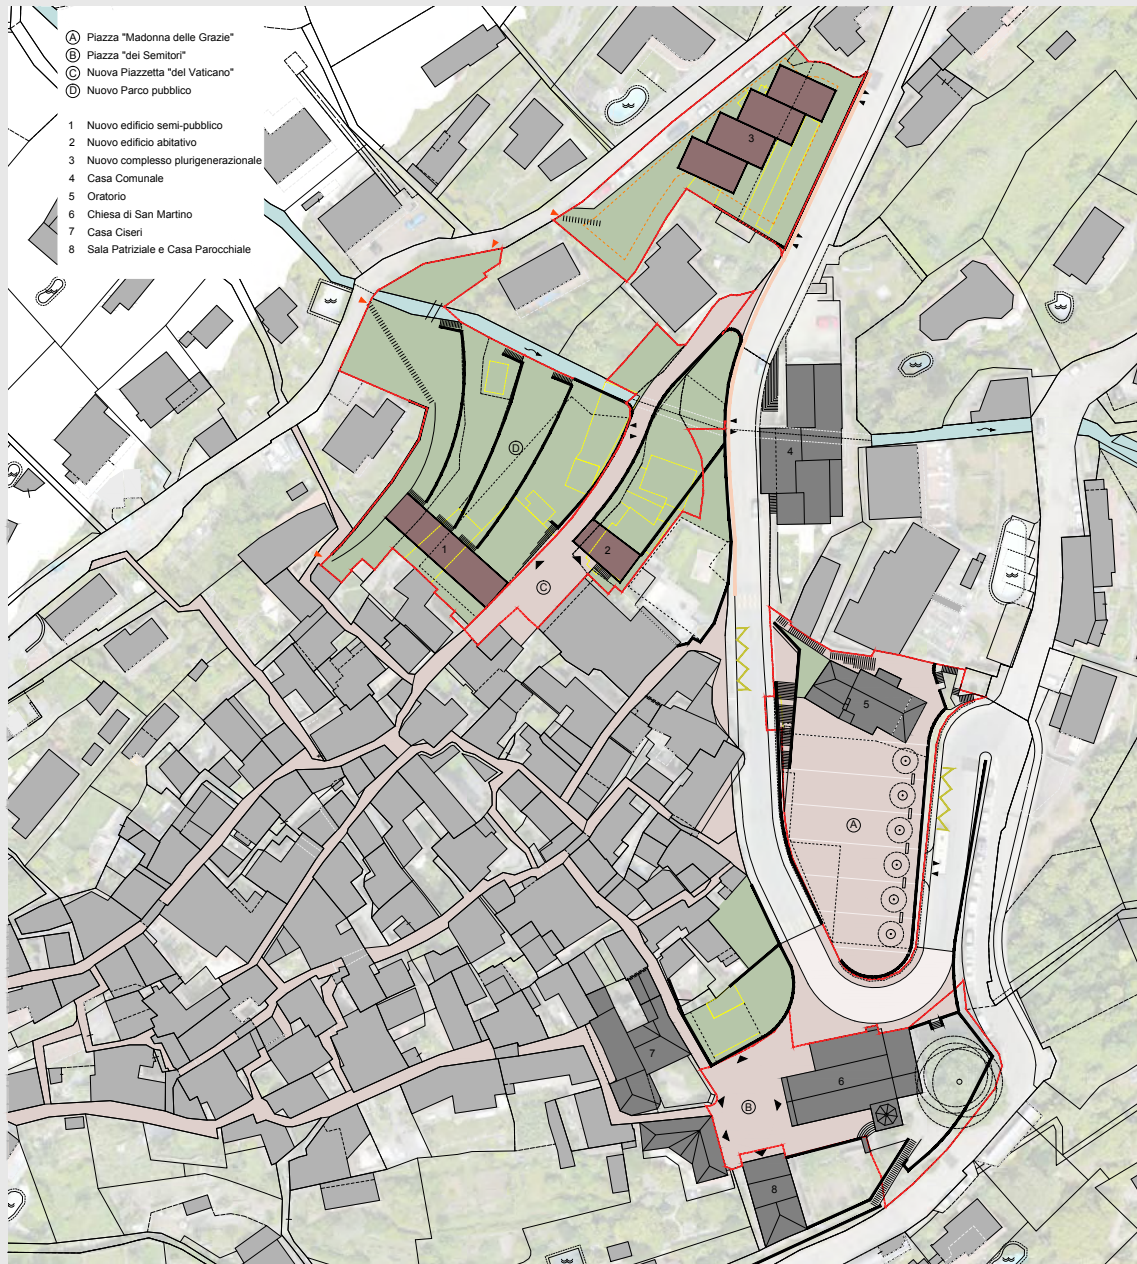 A Piazza "Madonna delle Grazie"
B Piazza "dei Semitori"
C Nuova Piazzetta "del Vaticano"
D Nuovo Parco pubblico
1 Nuovo edificio semi-pubblico
2 Nuovo edificio abitativo
3 Nuovo complesso plurigenerazionale
4 Casa Comunale
5 Oratorio
6 Chiesa di San Martino
7 Casa Ciseri
8 Sala Patriziale e Casa Parocchiale
3
D
4
1
2
C
5
A
7
6
B
8